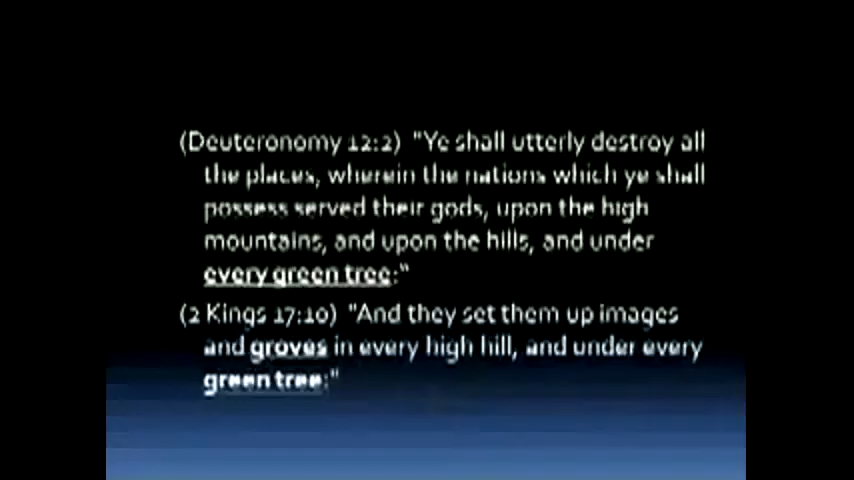 (Deuteronomy 12:2) "Ye shall utterly destroy all
the places, wherein the nations which ye shall
possess served their gods, upon the high
mountains, and upon the hills, and under
every green tree:"
(2 Kings 17:10) "And they set them up images
and groves in every high hill, and under every
green tree:"